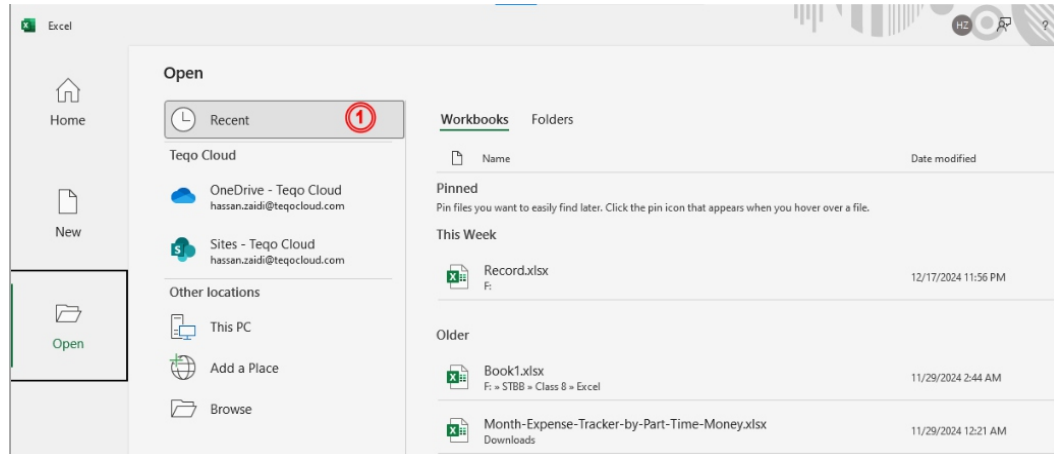 Excel
HZ
?
Home
New
Open
Open
Recent
1
Teqo Cloud
OneDrive - Teqo Cloud
hassan.zaidi@teqocloud.com
Sites - Teqo Cloud
hassan.zaidi@teqocloud.com
Other locations
This PC
Add a Place
Browse
Workbooks Folders
Name Date modified
Pinned
Pin files you want to easily find later. Click the pin icon that appears when you hover over a file.
This Week
Record.xlsx 12/17/2024 11:56 PM
F:
Older
Book1.xlsx 11/29/2024 2:44 AM
F: » STBB » Class 8 » Excel
Month-Expense-Tracker-by-Part-Time-Money.xlsx 11/29/2024 12:21 AM
Downloads